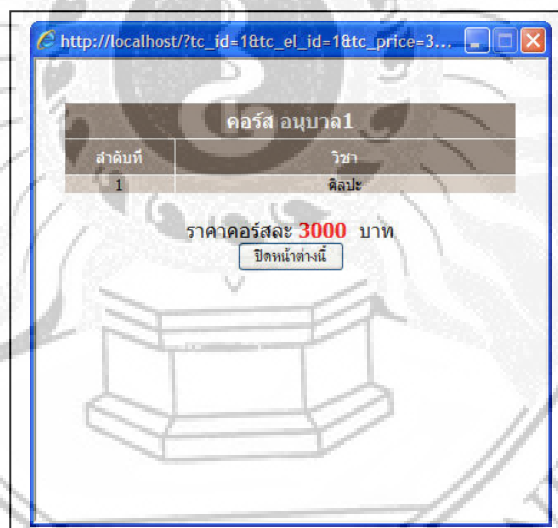 http://localhost/?tc_id=1&tc_el_id=1&tc_price=3...
คอร์ส อนุบาล1
ลำดับที่ วิชา
1 ศิลปะ
ราคาคอร์สละ 3000 บาท
ปิดหน้าต่างนี้